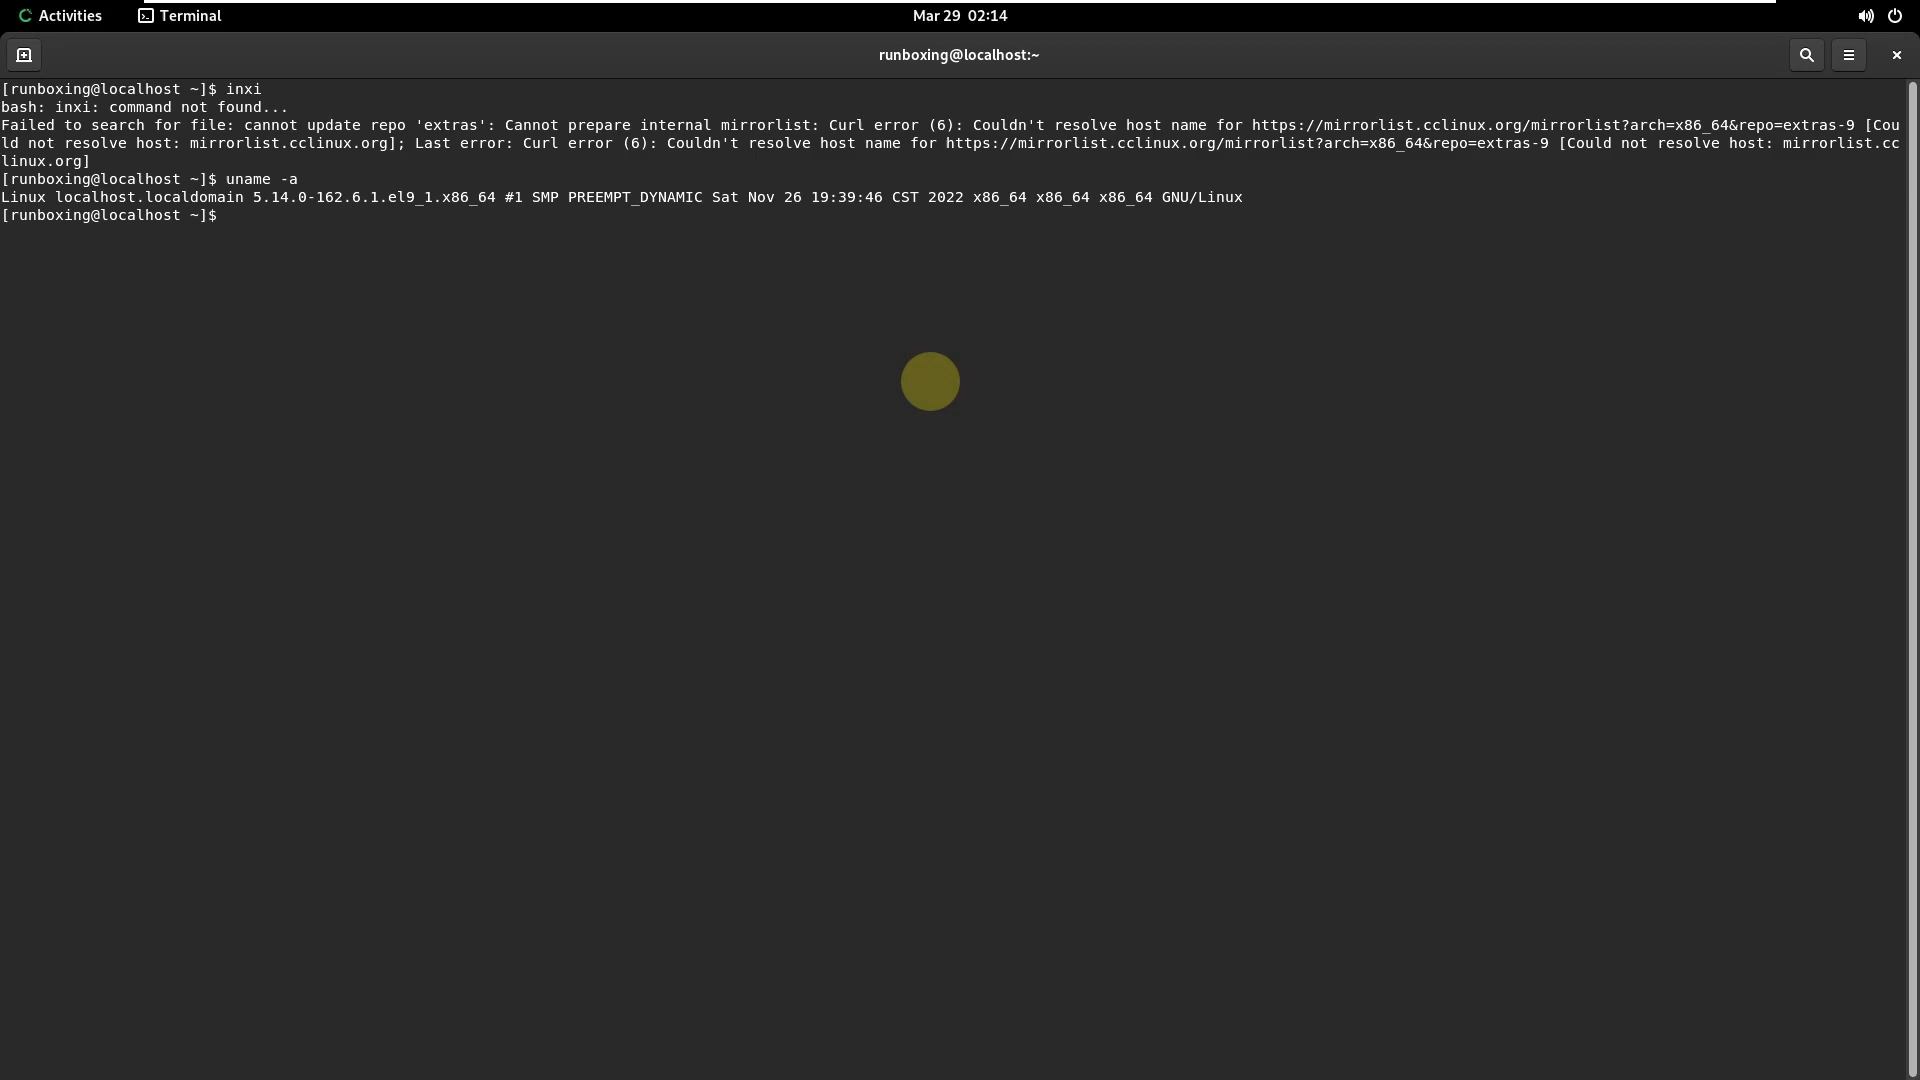 Activities Terminal Mar 29 02:14
runboxing@localhost:~
[runboxing@localhost ~]$ inxi
bash: inxi: command not found...
Failed to search for file: cannot update repo 'extras': Cannot prepare internal mirrorlist: Curl error (6): Couldn't resolve host name for https://mirrorlist.cclinux.org/mirrorlist?arch=x86_64&repo=extras-9 [Cou
ld not resolve host: mirrorlist.cclinux.org]; Last error: Curl error (6): Couldn't resolve host name for https://mirrorlist.cclinux.org/mirrorlist?arch=x86_64&repo=extras-9 [Could not resolve host: mirrorlist.cc
linux.org]
[runboxing@localhost ~]$ uname -a
Linux localhost.localdomain 5.14.0-162.6.1.el9_1.x86_64 #1 SMP PREEMPT_DYNAMIC Sat Nov 26 19:39:46 CST 2022 x86_64 x86_64 x86_64 GNU/Linux
[runboxing@localhost ~]$